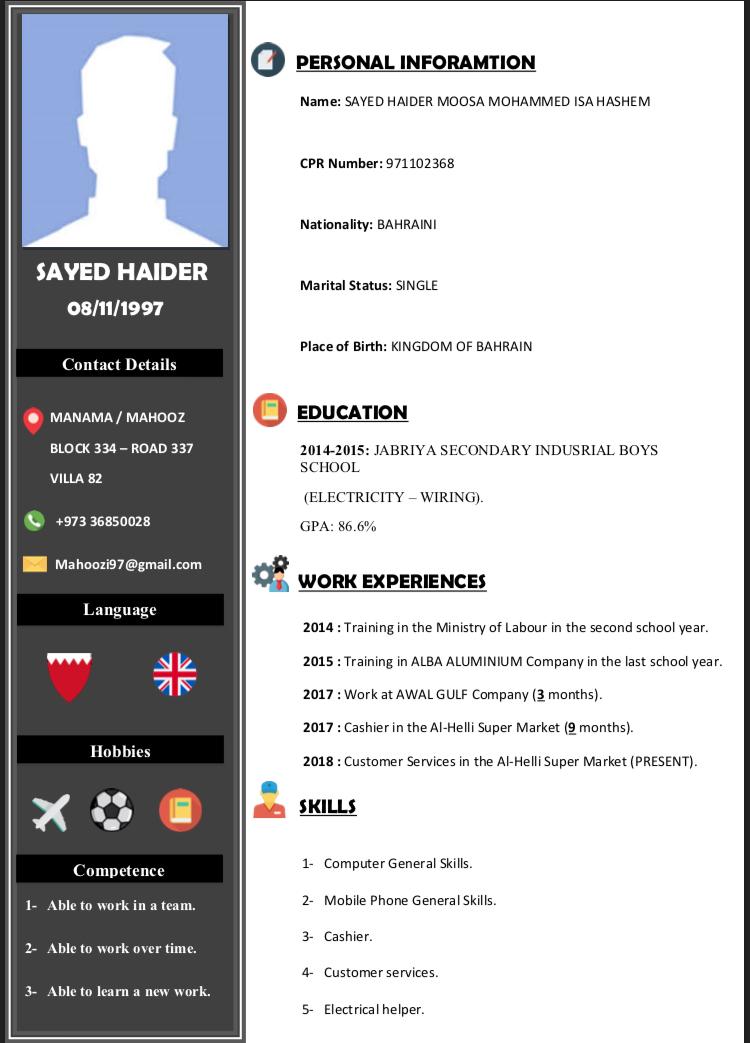 SAYED HAIDER
08/11/1997
Contact Details
MANAMA / MAHOOZ
BLOCK 334 – ROAD 337
VILLA 82
+973 36850028
Mahoozi97@gmail.com
Language
Hobbies
Competence
1- Able to work in a team.
2- Able to work over time.
3- Able to learn a new work.
PERSONAL INFORAMTION
Name: SAYED HAIDER MOOSA MOHAMMED ISA HASHEM
CPR Number: 971102368
Nationality: BAHRAINI
Marital Status: SINGLE
Place of Birth: KINGDOM OF BAHRAIN
EDUCATION
2014-2015: JABRIYA SECONDARY INDUSRIAL BOYS
SCHOOL
(ELECTRICITY – WIRING).
GPA: 86.6%
WORK EXPERIENCES
2014 : Training in the Ministry of Labour in the second school year.
2015 : Training in ALBA ALUMINIUM Company in the last school year.
2017 : Work at AWAL GULF Company (3 months).
2017 : Cashier in the Al-Helli Super Market (9 months).
2018 : Customer Services in the Al-Helli Super Market (PRESENT).
SKILLS
1- Computer General Skills.
2- Mobile Phone General Skills.
3- Cashier.
4- Customer services.
5- Electrical helper.